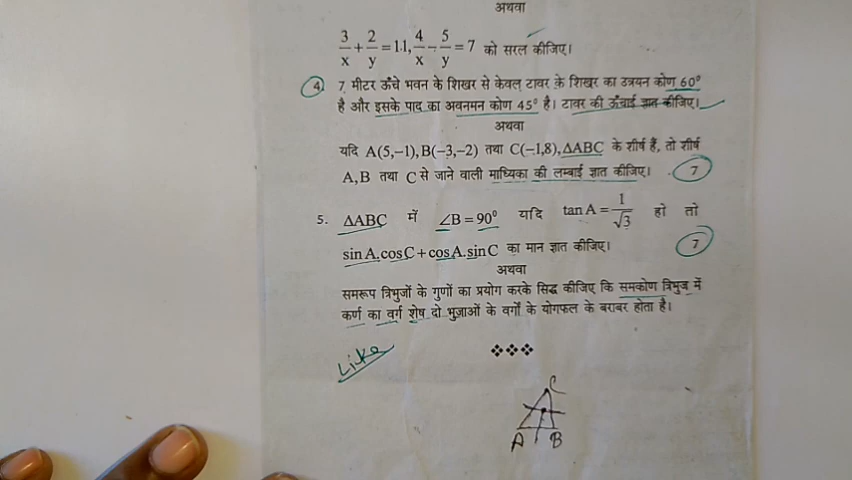 अथवा
3/x + 2/y = 11, 4/x - 5/y = 7 को सरल कीजिए।
4. 7 मीटर ऊँचे भवन के शिखर से केवल टावर के शिखर का उन्नयन कोण 60°
है और इसके पाद का अवनमन कोण 45° है। टावर की ऊँचाई ज्ञात कीजिए।
अथवा
यदि A(5,-1), B(-3,-2) तथा C(-1,8), ΔABC के शीर्ष हैं, तो शीर्ष
A, B तथा C से जाने वाली माध्यिका की लम्बाई ज्ञात कीजिए। 7
5. ΔABC में ∠B = 90° यदि tan A = 1/√3 हो तो
sin A.cosC + cosA.sinC का मान ज्ञात कीजिए। 7
अथवा
समरूप त्रिभुजों के गुणों का प्रयोग करके सिद्ध कीजिए कि समकोण त्रिभुज में
कर्ण का वर्ग शेष दो भुजाओं के वर्गों के योगफल के बराबर होता है।
Like
C
A B